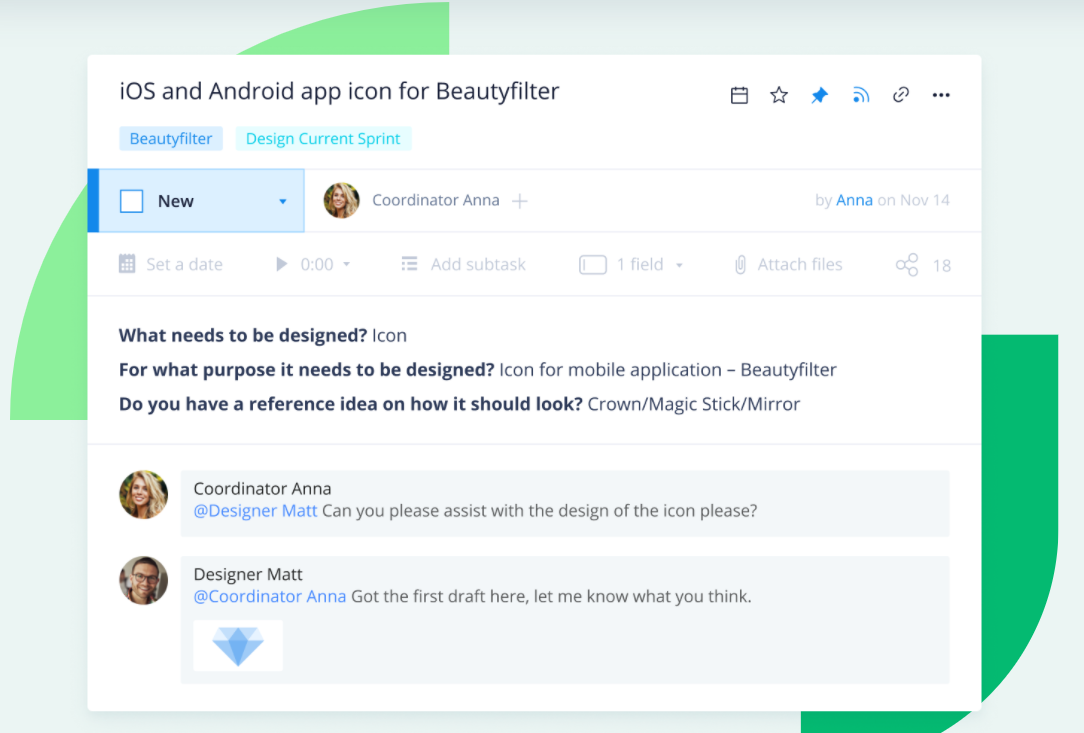 iOS and Android app icon for Beautyfilter
Beautyfilter Design Current Sprint
New Coordinator Anna by Anna on Nov 14
Set a date 0:00 Add subtask 1 field Attach files 18
What needs to be designed? Icon
For what purpose it needs to be designed? Icon for mobile application – Beautyfilter
Do you have a reference idea on how it should look? Crown/Magic Stick/Mirror
Coordinator Anna
@Designer Matt Can you please assist with the design of the icon please?
Designer Matt
@Coordinator Anna Got the first draft here, let me know what you think.